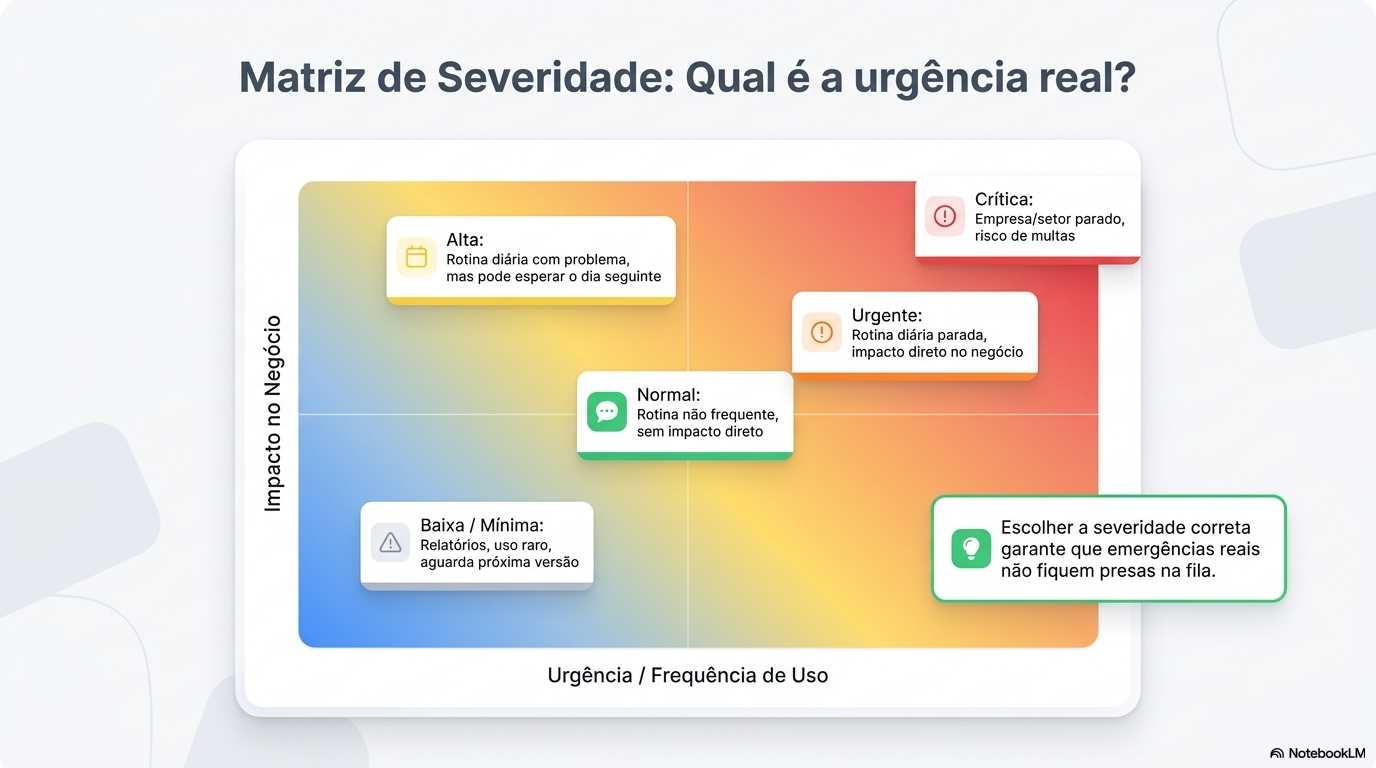 Matriz de Severidade: Qual é a urgência real?
Impacto no Negócio
Alta:
Rotina diária com problema,
mas pode esperar o dia seguinte
Crítica:
Empresa/setor parado,
risco de multas
Urgente:
Rotina diária parada,
impacto direto no negócio
Normal:
Rotina não frequente,
sem impacto direto
Baixa / Mínima:
Relatórios, uso raro,
aguarda próxima versão
Escolher a severidade correta
garante que emergências reais
não fiquem presas na fila.
Urgência / Frequência de Uso
NotebookLM